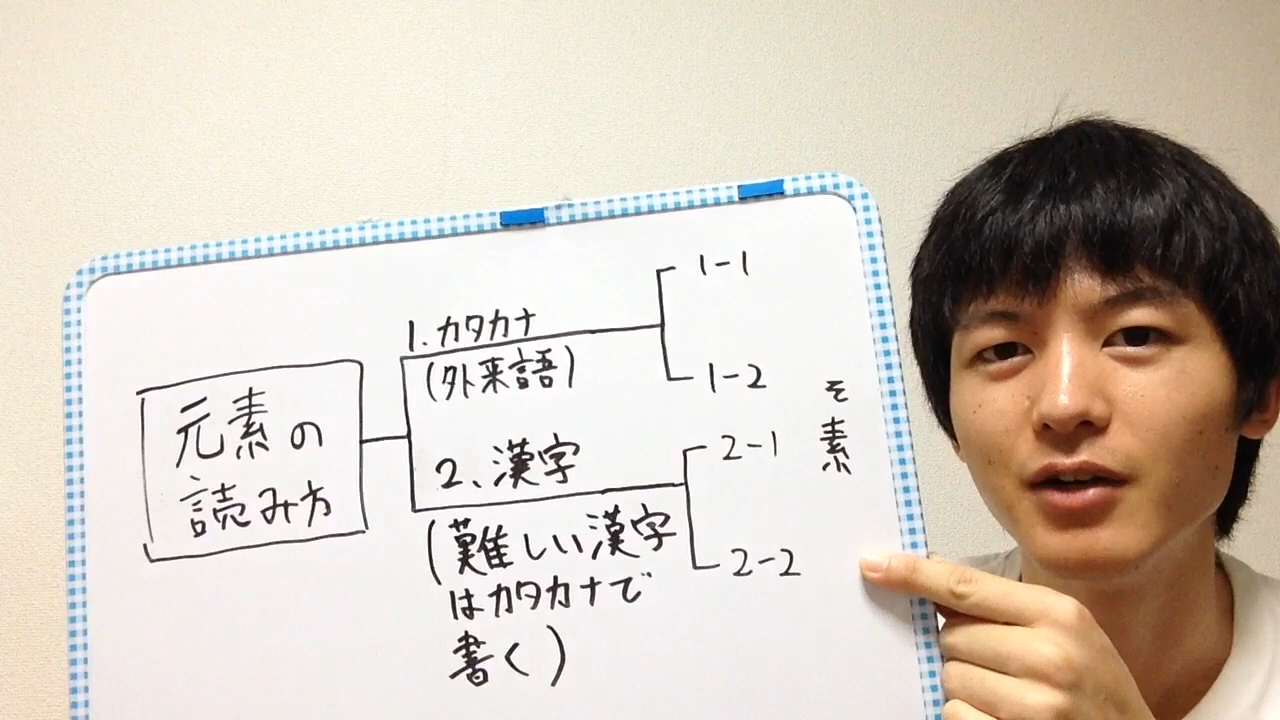 元素の
読み方
1.カタカナ
(外来語)
1-1
1-2
2、漢字
(難しい漢字
はカタカナで
書く)
2-1
2-2
そ
素